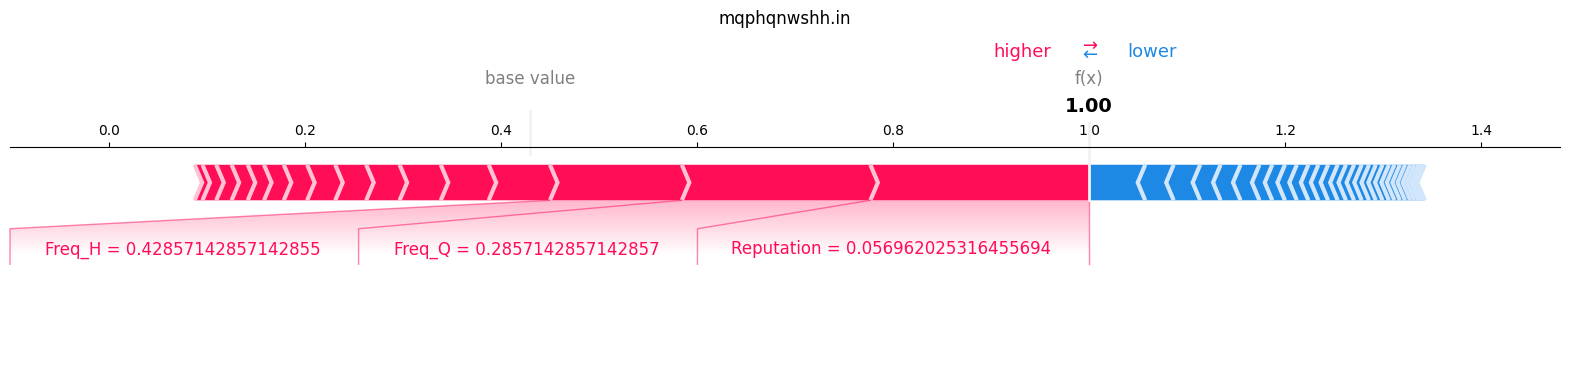 mqphqnwshh.in
higher ⇄ lower
base value f(x)
1.00
0.0 0.2 0.4 0.6 0.8 1.0 1.2 1.4
Freq_H = 0.42857142857142855 Freq_Q = 0.2857142857142857 Reputation = 0.056962025316455694